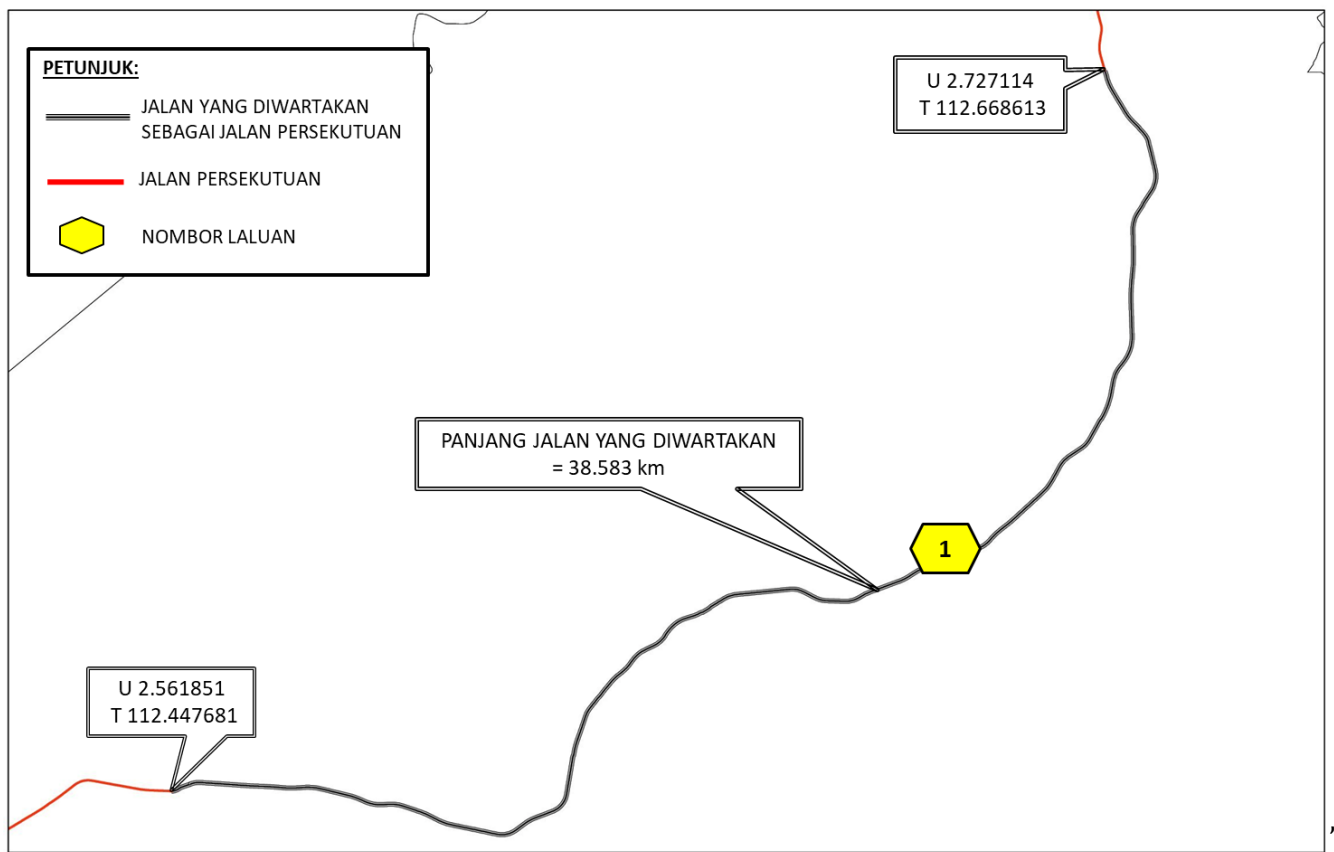 PETUNJUK:
JALAN YANG DIWARTAKAN
SEBAGAI JALAN PERSEKUTUAN
JALAN PERSEKUTUAN
NOMBOR LALUAN
U 2.727114
T 112.668613
PANJANG JALAN YANG DIWARTAKAN
= 38.583 km
1
U 2.561851
T 112.447681
,